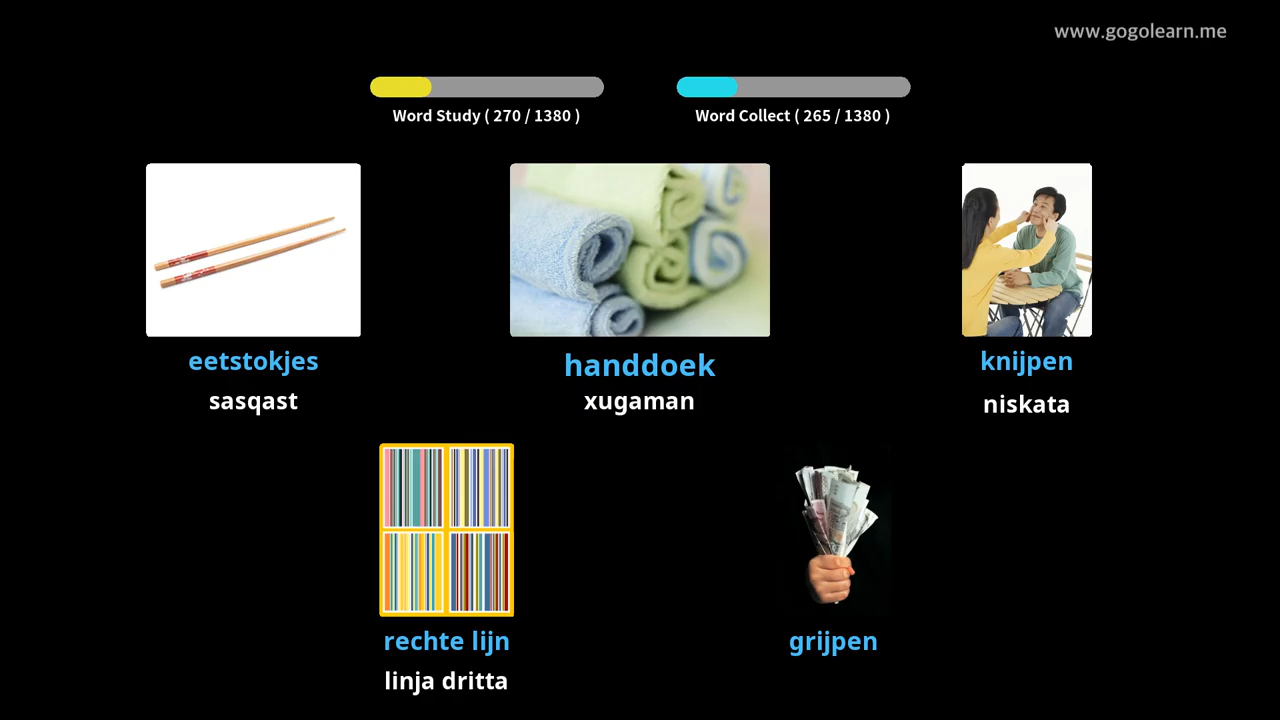 www.gogolearn.me
Word Study ( 270 / 1380 )
Word Collect ( 265 / 1380 )
eetstokjes
handdoek
knijpen
sasqast
xugaman
niskata
rechte lijn
grijpen
linja dritta